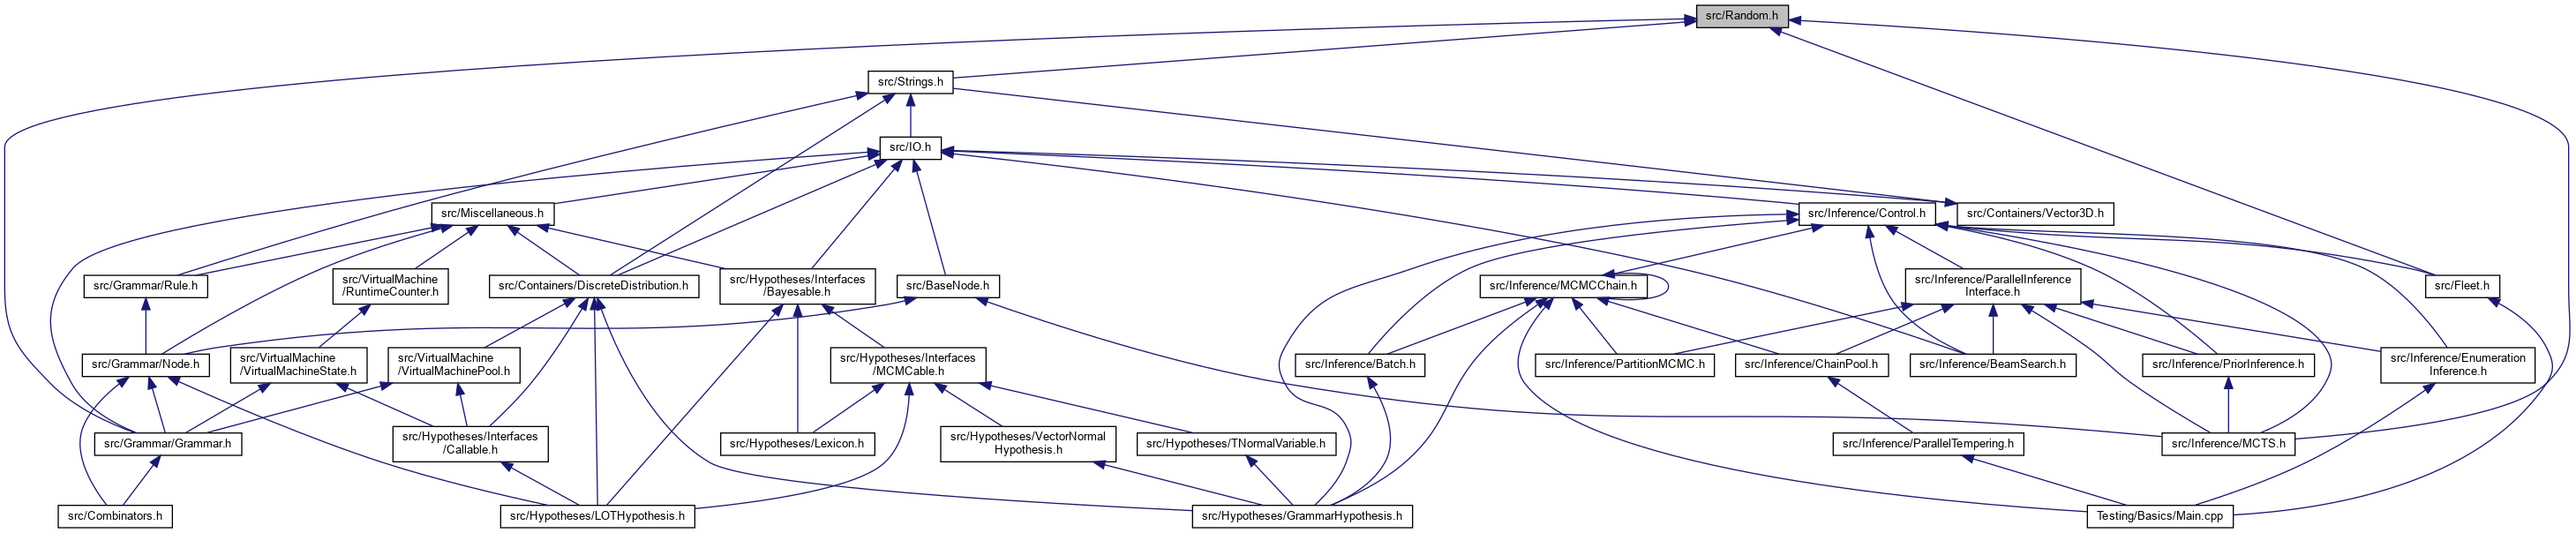 src/Random.h
src/Strings.h
src/IO.h
src/Miscellaneous.h
src/Inference/Control.h
src/Containers/Vector3D.h
src/Grammar/Rule.h
src/VirtualMachine
/RuntimeCounter.h
src/Containers/DiscreteDistribution.h
src/Hypotheses/Interfaces
/Bayesable.h
src/BaseNode.h
src/Inference/MCMCChain.h
src/Inference/ParallelInference
Interface.h
src/Fleet.h
src/Grammar/Node.h
src/VirtualMachine
/VirtualMachineState.h
src/VirtualMachine
/VirtualMachinePool.h
src/Hypotheses/Interfaces
/MCMCable.h
src/Inference/Batch.h
src/Inference/PartitionMCMC.h
src/Inference/ChainPool.h
src/Inference/BeamSearch.h
src/Inference/PriorInference.h
src/Inference/Enumeration
Inference.h
src/Grammar/Grammar.h
src/Hypotheses/Interfaces
/Callable.h
src/Hypotheses/Lexicon.h
src/Hypotheses/VectorNormal
Hypothesis.h
src/Hypotheses/TNormalVariable.h
src/Inference/ParallelTempering.h
src/Inference/MCTS.h
src/Combinators.h
src/Hypotheses/LOTHypothesis.h
src/Hypotheses/GrammarHypothesis.h
Testing/Basics/Main.cpp